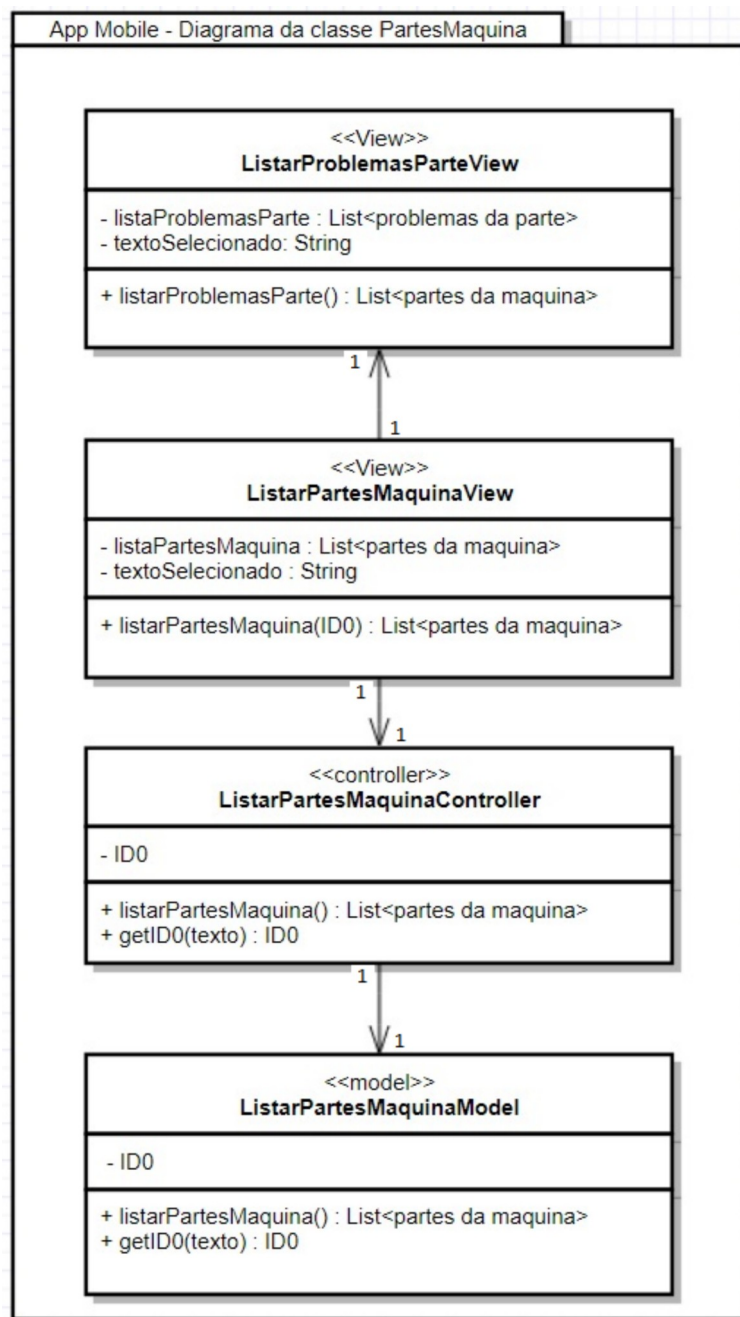 App Mobile - Diagrama da classe PartesMaquina
<<View>>
ListarProblemasParteView
- listaProblemasParte : List<problemas da parte>
- textoSelecionado: String
+ listarProblemasParte() : List<partes da maquina>
1
1
<<View>>
ListarPartesMaquinaView
- listaPartesMaquina : List<partes da maquina>
- textoSelecionado : String
+ listarPartesMaquina(ID0) : List<partes da maquina>
1
1
<<controller>>
ListarPartesMaquinaController
- ID0
+ listarPartesMaquina() : List<partes da maquina>
+ getID0(texto) : ID0
1
1
<<model>>
ListarPartesMaquinaModel
- ID0
+ listarPartesMaquina() : List<partes da maquina>
+ getID0(texto) : ID0